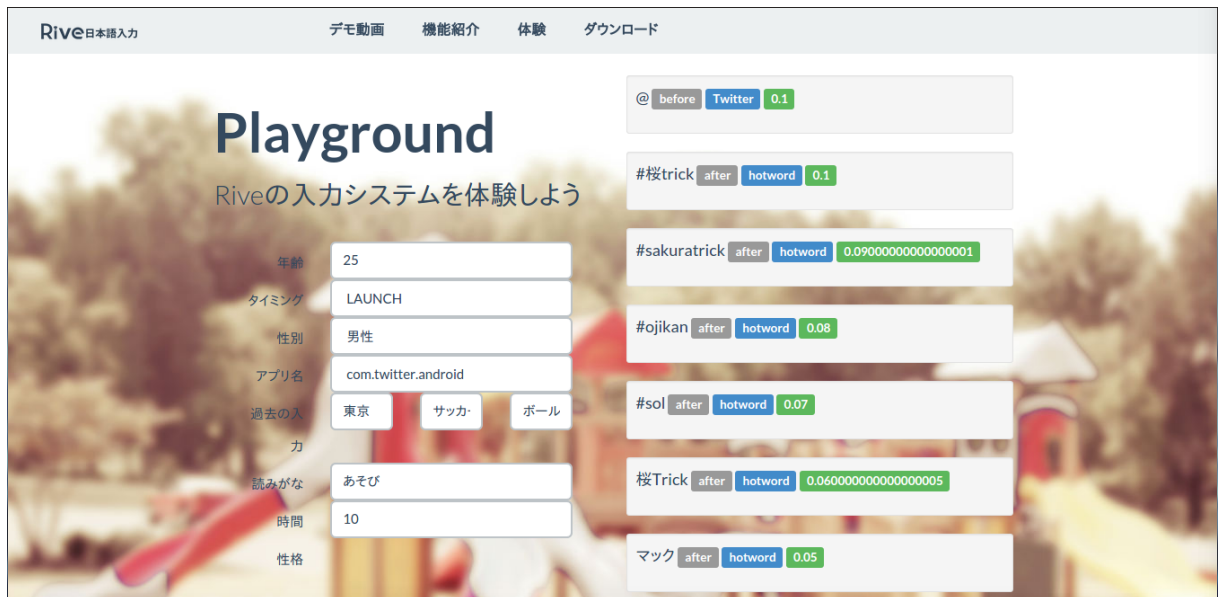 Rive日本語入力 デモ動画 機能紹介 体験 ダウンロード
Playground
Riveの入力システムを体験しよう
年齢 25
タイミング LAUNCH
性別 男性
アプリ名 com.twitter.android
過去の入力 東京 サッカ ボール
読みがな あそび
時間 10
性格
@ before Twitter 0.1
#桜trick after hotword 0.1
#sakuratrick after hotword 0.09000000000000001
#ojikan after hotword 0.08
#sol after hotword 0.07
桜Trick after hotword 0.060000000000000005
マック after hotword 0.05